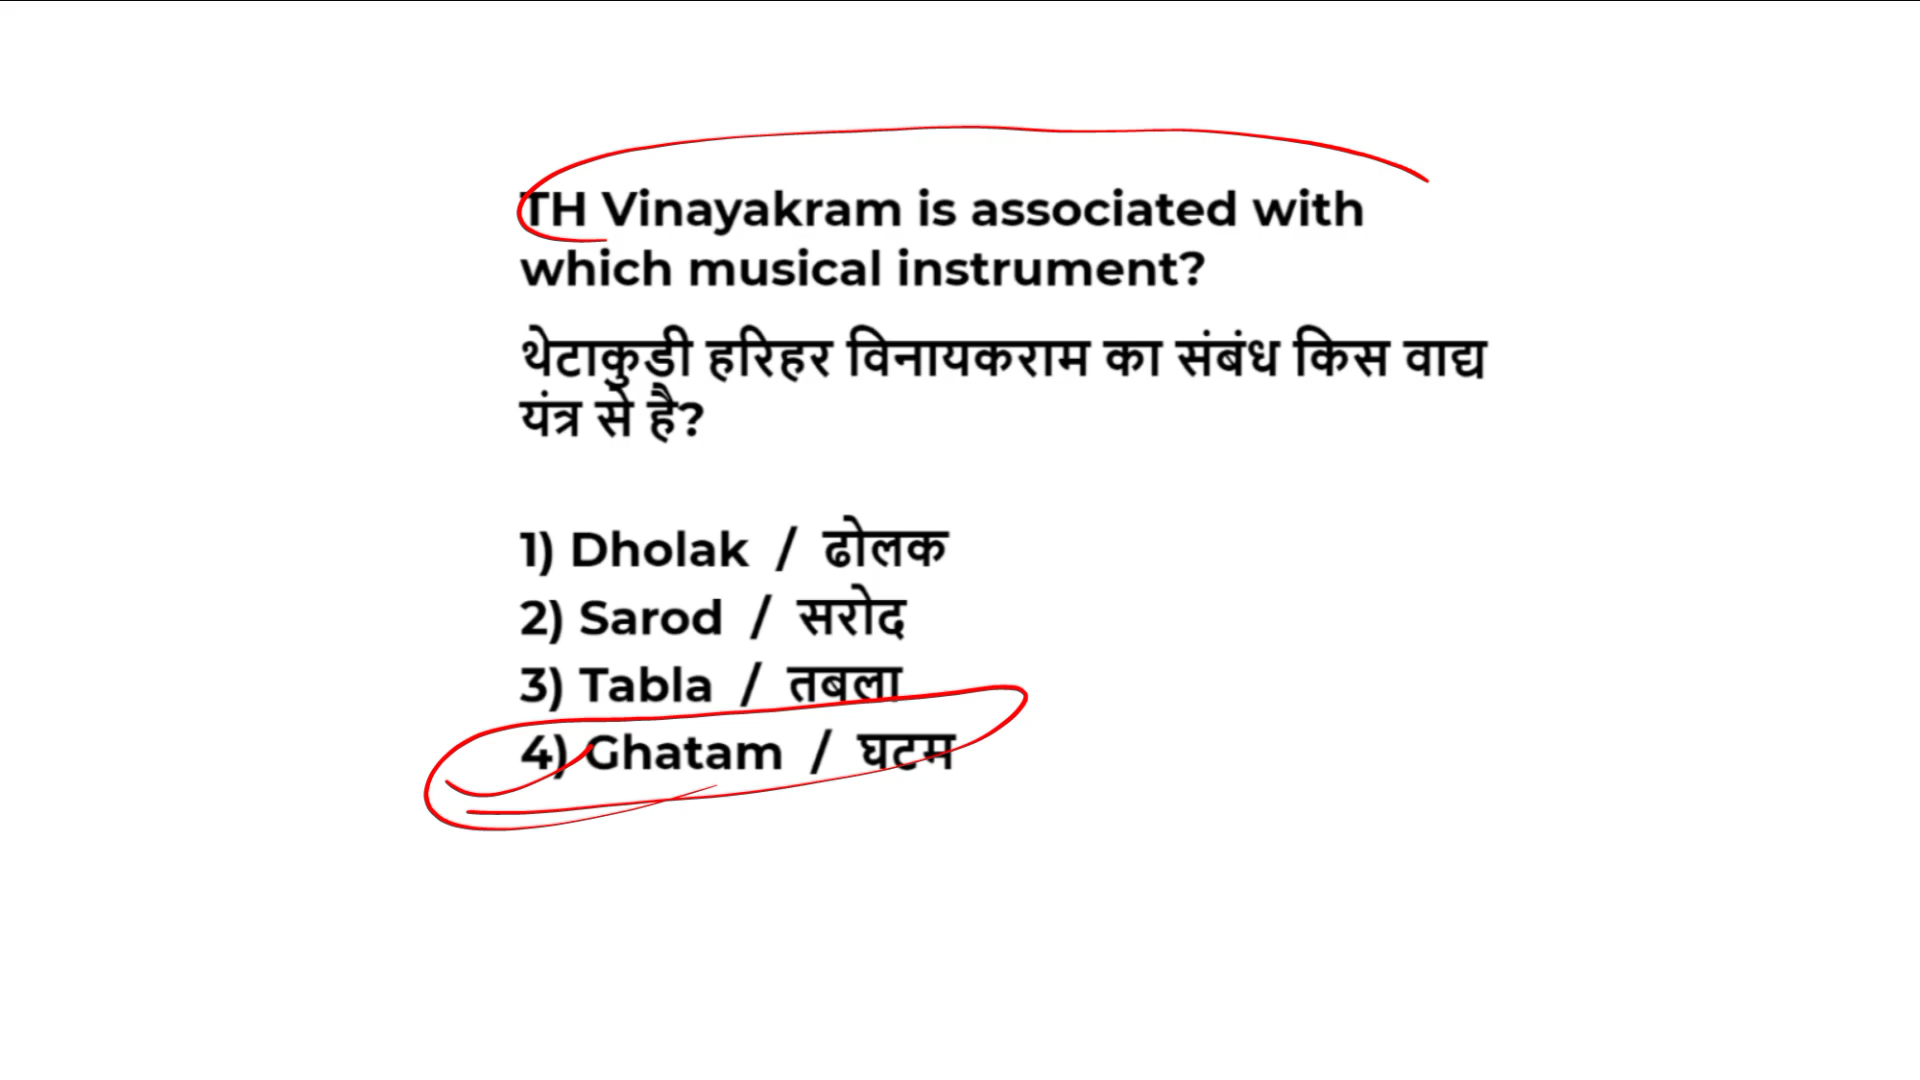 TH Vinayakram is associated with
which musical instrument?
थेटाकुडी हरिहर विनायकराम का संबंध किस वाद्य
यंत्र से है?
1) Dholak / ढोलक
2) Sarod / सरोद
3) Tabla / तबला
4) Ghatam / घटम